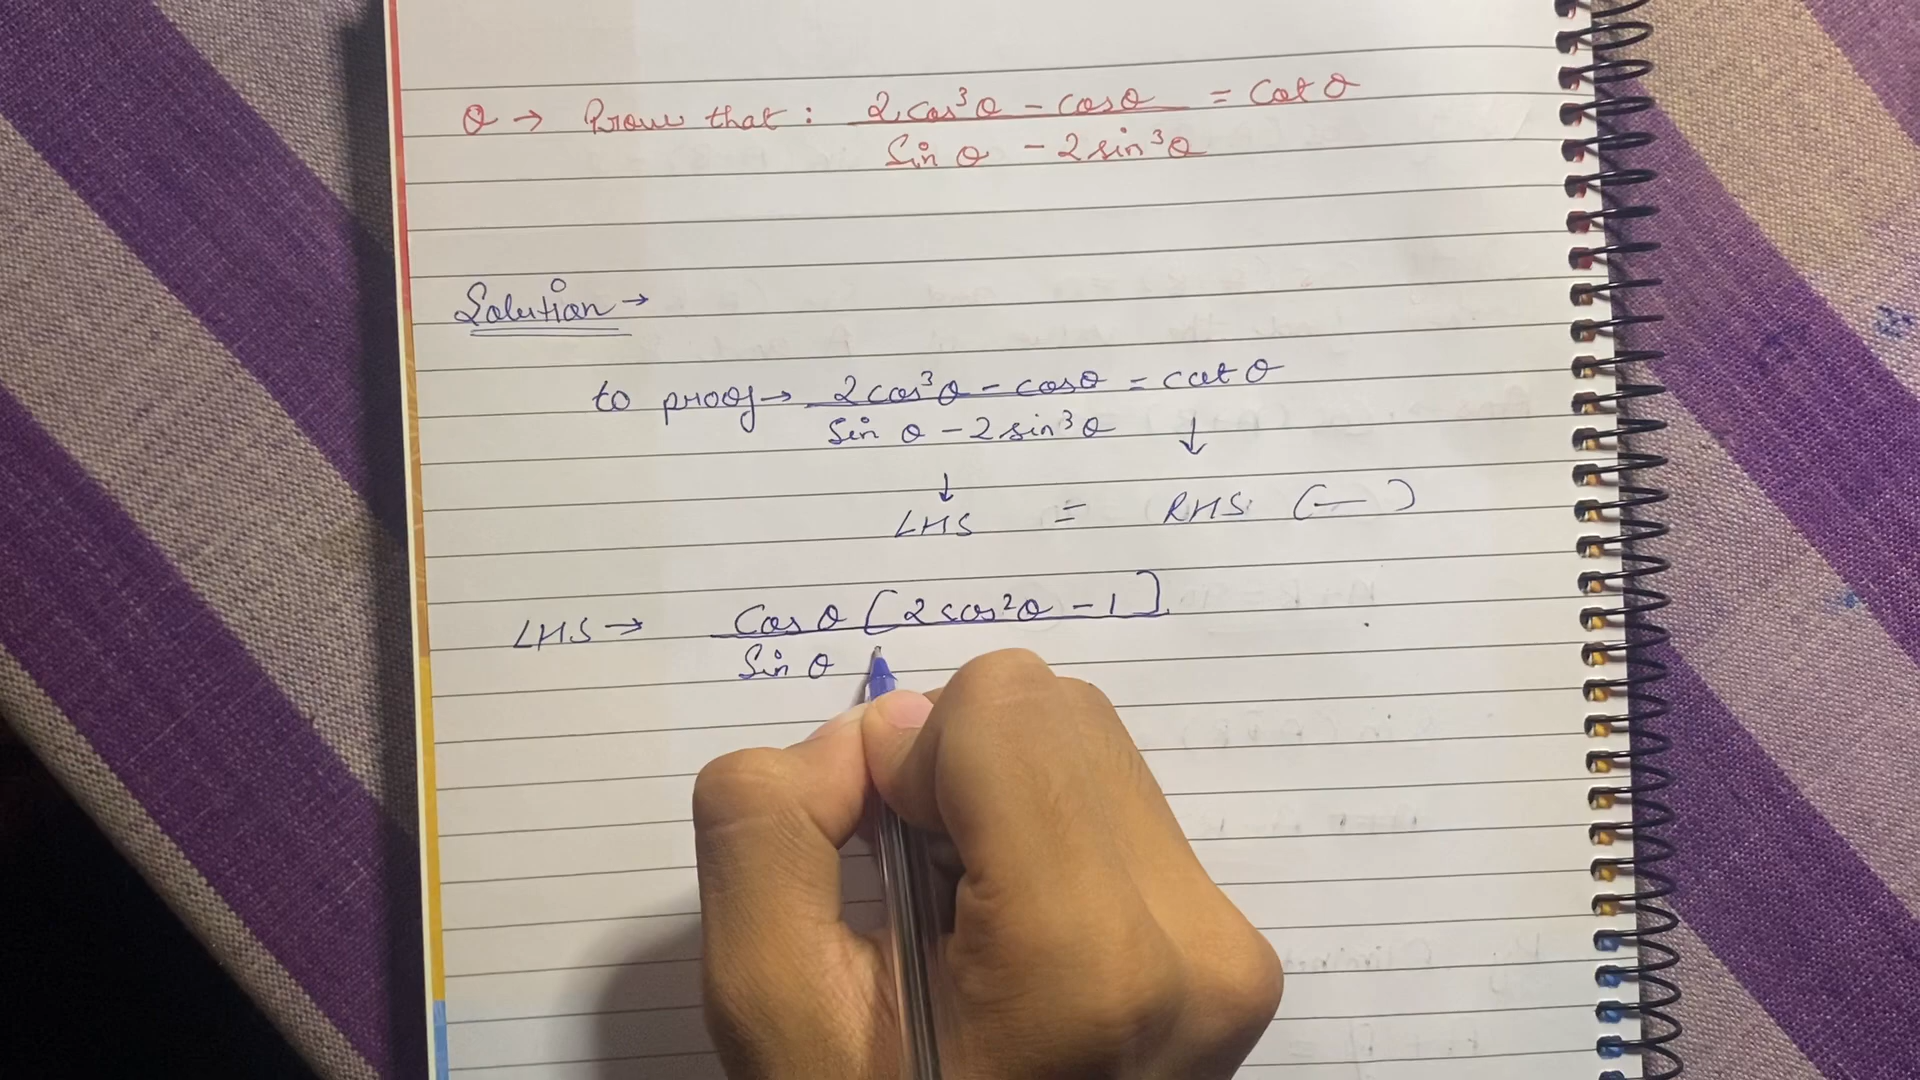 Q → Prove that : (2cos³θ - cosθ)/(Sin θ - 2sin³θ) = Cot θ
Solution →
to proof → (2cos³θ - cosθ)/(Sin θ - 2sin³θ) = cot θ
↓ ↓
LHS = RHS (— )
LHS → Cos θ [2cos²θ - 1]
Sin θ